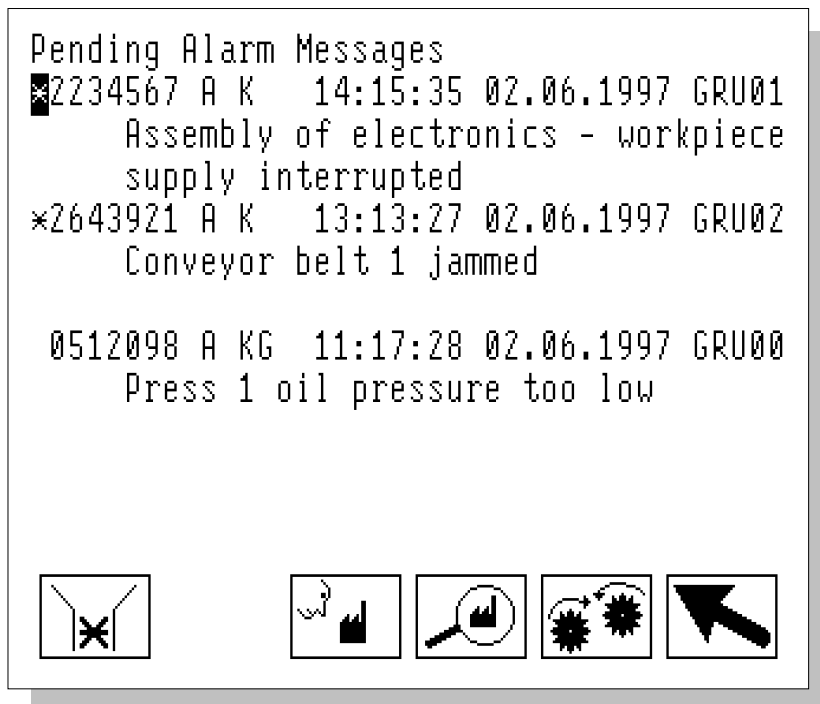 Pending Alarm Messages
*2234567 A K 14:15:35 02.06.1997 GRU01
Assembly of electronics - workpiece
supply interrupted
*2643921 A K 13:13:27 02.06.1997 GRU02
Conveyor belt 1 jammed
0512098 A KG 11:17:28 02.06.1997 GRU00
Press 1 oil pressure too low